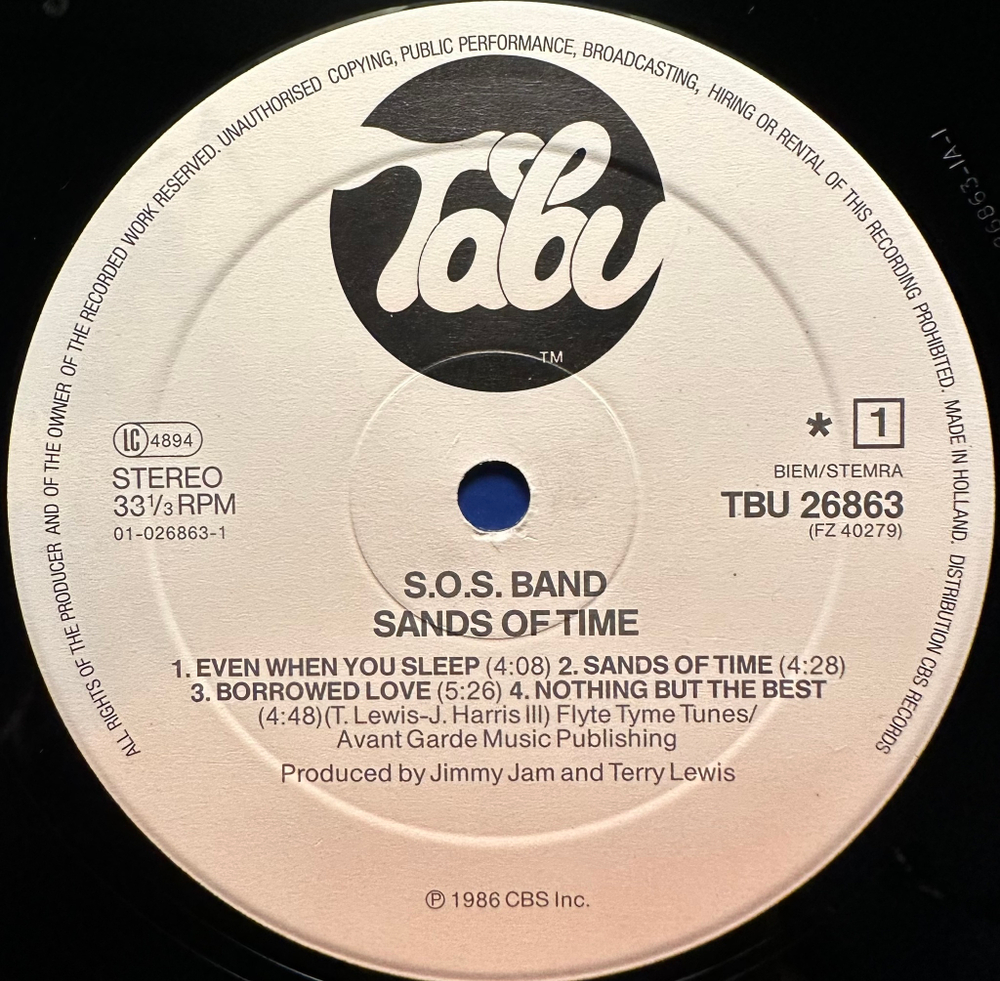 ALL RIGHTS OF THE PRODUCER AND OF THE OWNER OF THE RECORDED WORK RESERVED. UNAUTHORISED COPYING, PUBLIC PERFORMANCE, BROADCASTING, HIRING OR RENTAL OF THIS RECORDING PROHIBITED. MADE IN HOLLAND. DISTRIBUTION CBS RECORDS
Tabu
TM
LC 4894
STEREO
33 1/3 RPM
01-026863-1
* 1
BIEM/STEMRA
TBU 26863
(FZ 40279)
S.O.S. BAND
SANDS OF TIME
1. EVEN WHEN YOU SLEEP (4:08) 2. SANDS OF TIME (4:28)
3. BORROWED LOVE (5:26) 4. NOTHING BUT THE BEST
(4:48)(T. Lewis-J. Harris III) Flyte Tyme Tunes/
Avant Garde Music Publishing
Produced by Jimmy Jam and Terry Lewis
℗ 1986 CBS Inc.